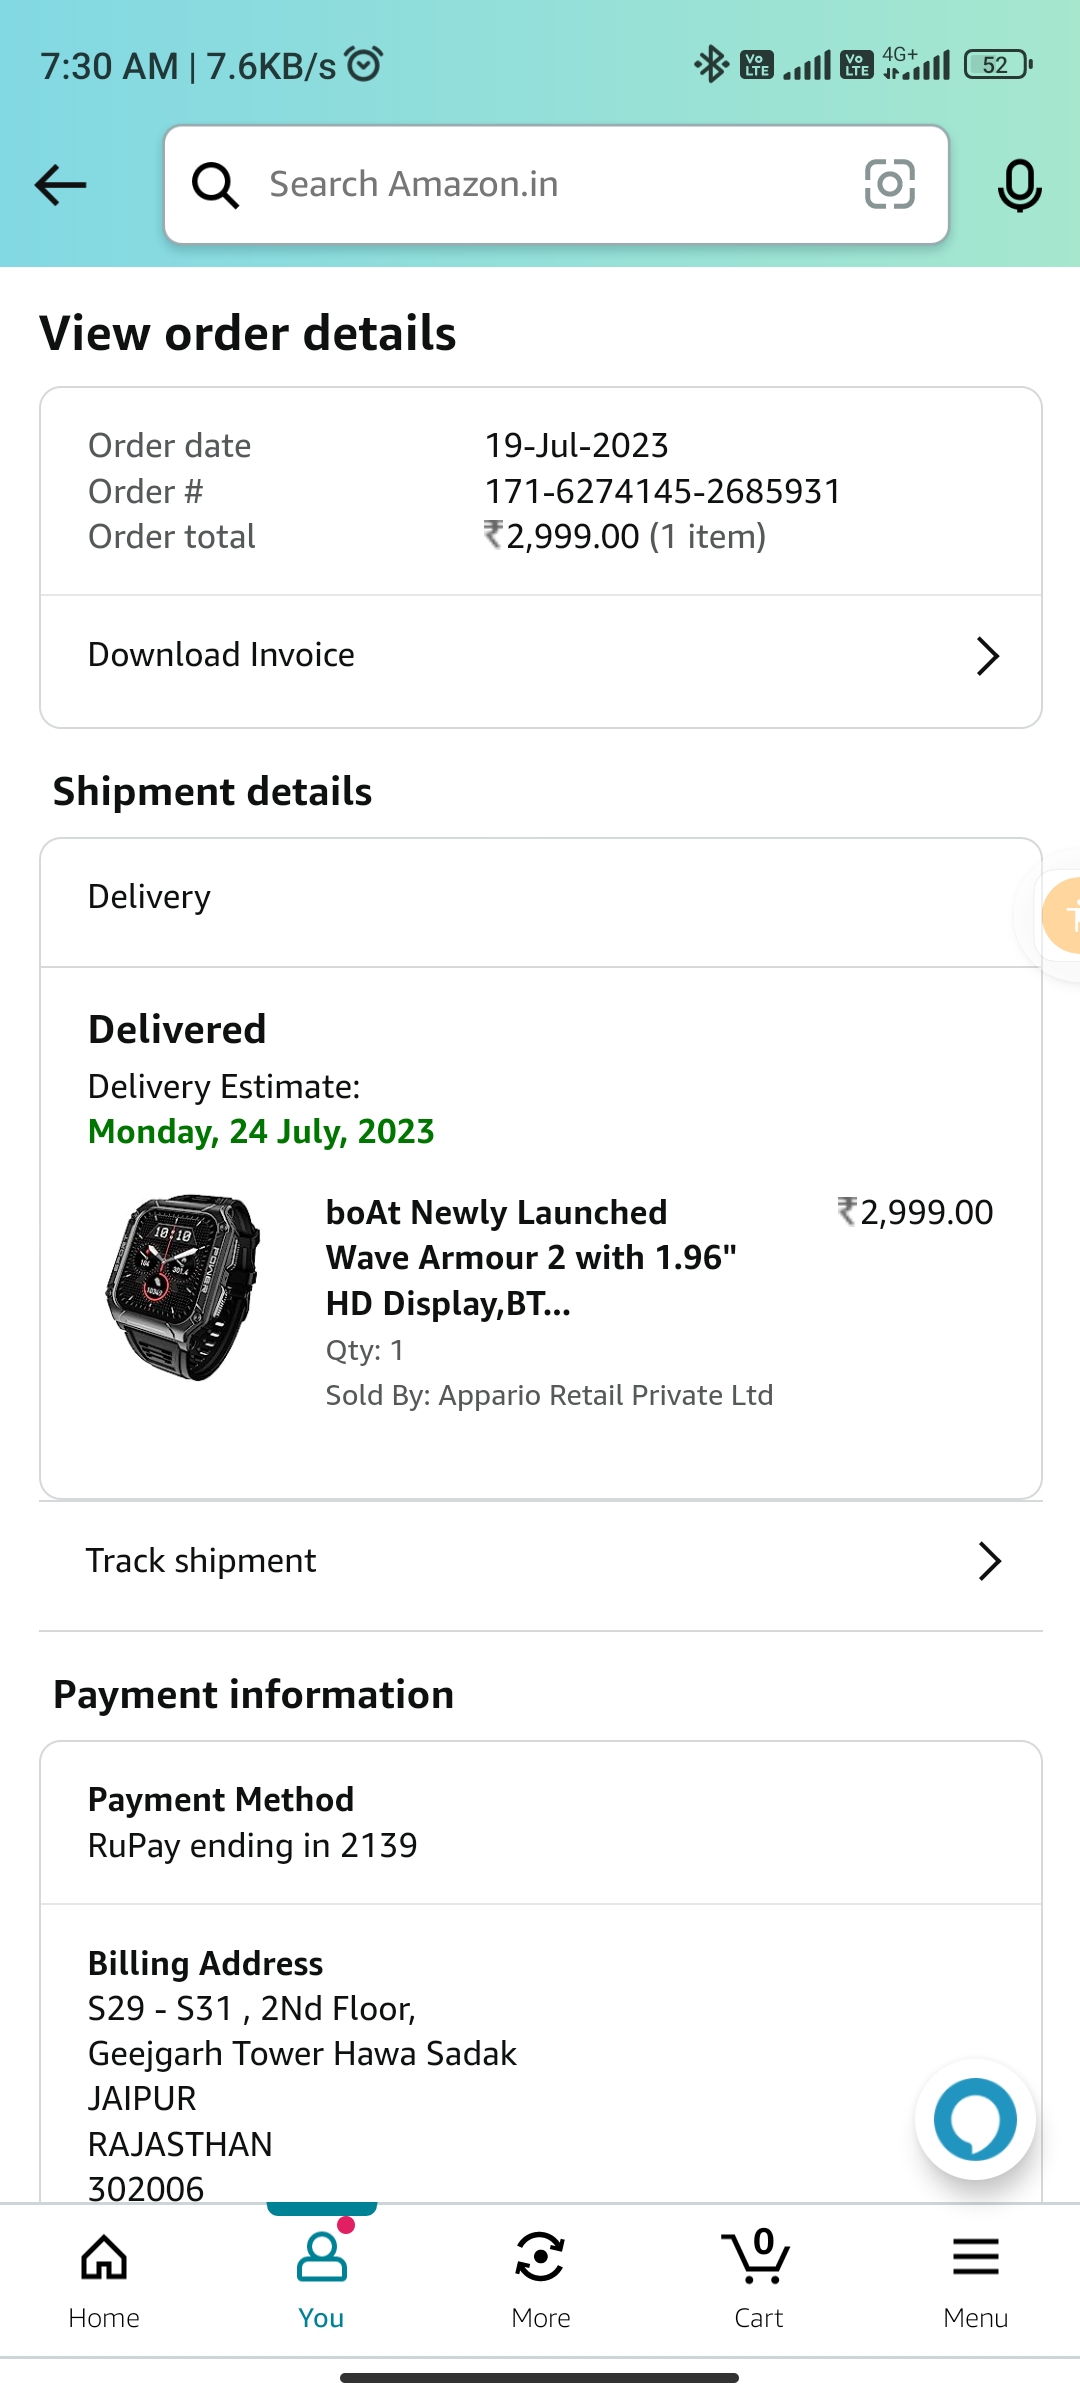 7:30 AM | 7.6KB/s
Vo LTE Vo LTE 4G+ 52
Search Amazon.in
View order details
Order date 19-Jul-2023
Order # 171-6274145-2685931
Order total ₹2,999.00 (1 item)
Download Invoice
Shipment details
Delivery
Delivered
Delivery Estimate:
Monday, 24 July, 2023
boAt Newly Launched ₹2,999.00
Wave Armour 2 with 1.96"
HD Display,BT...
Qty: 1
Sold By: Appario Retail Private Ltd
Track shipment
Payment information
Payment Method
RuPay ending in 2139
Billing Address
S29 - S31 , 2Nd Floor,
Geejgarh Tower Hawa Sadak
JAIPUR
RAJASTHAN
302006
0
Home You More Cart Menu